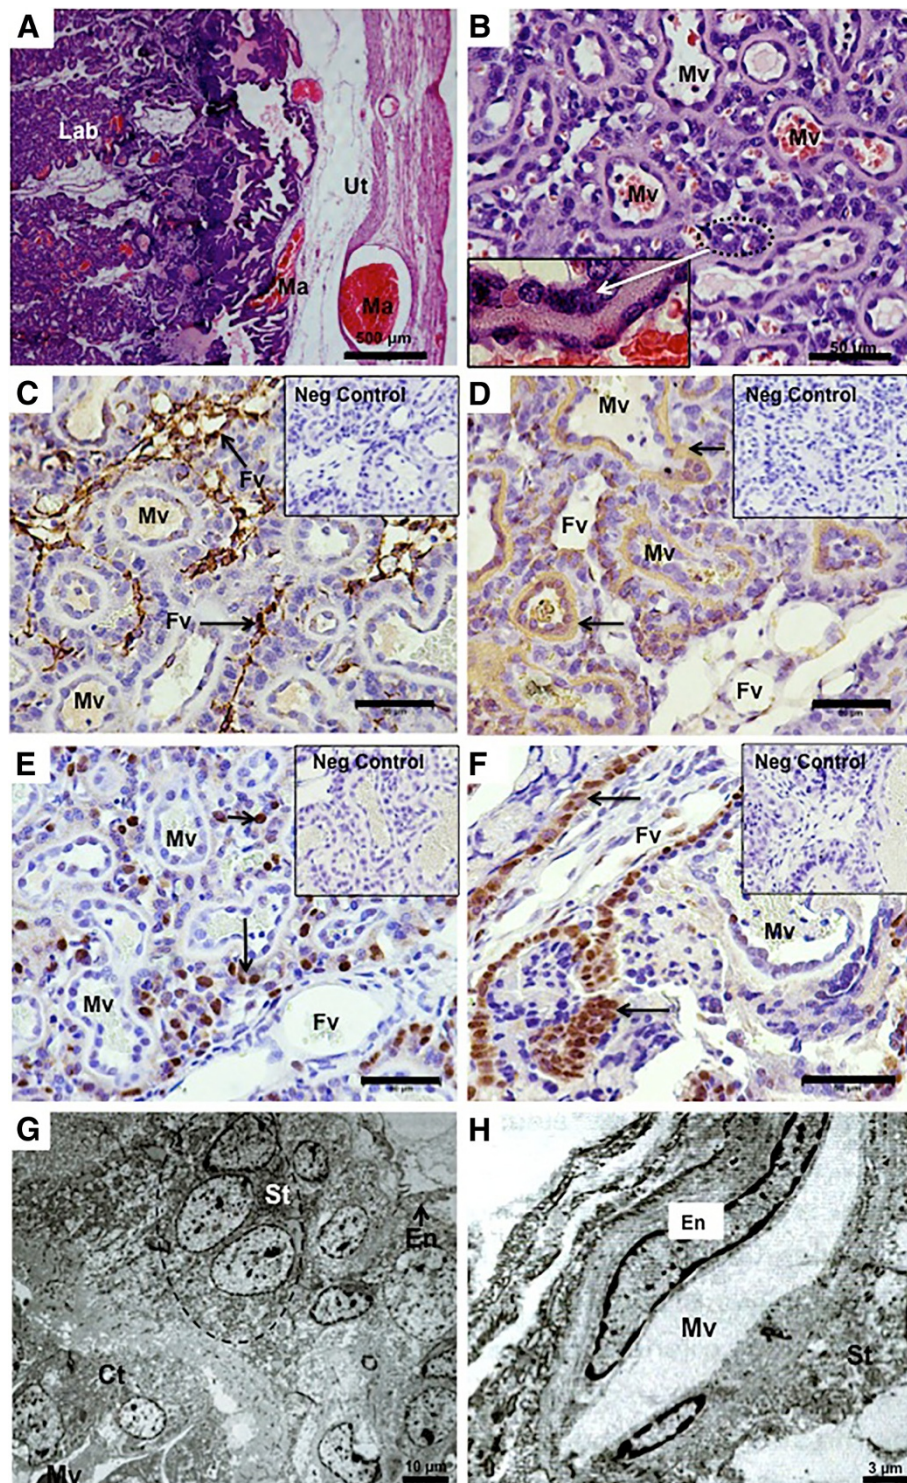 A
Lab
Ut
Ma
Ma
500 µm
B
Mv
Mv
Mv
50 µm
C
Neg Control
Fv
Mv
Fv
Mv
D
Neg Control
Mv
Fv
Mv
Fv
E
Neg Control
Mv
Mv
Fv
F
Neg Control
Fv
Mv
G
St
En
Ct
Mv
10 µm
H
En
Mv
St
3 µm